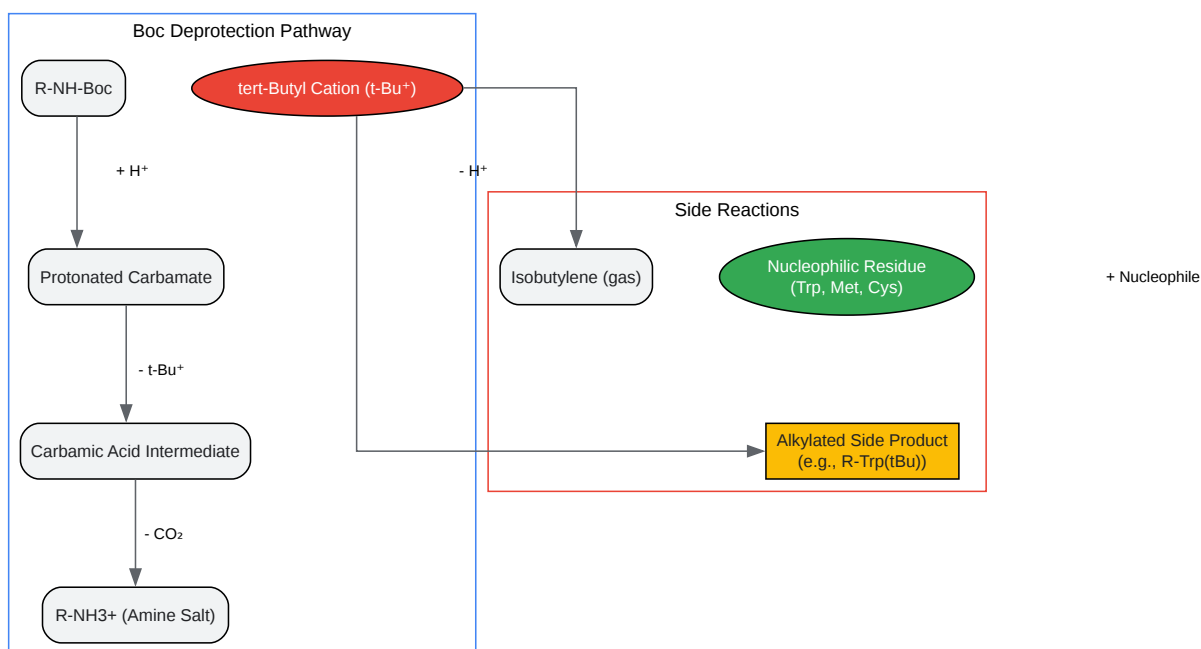 Boc Deprotection Pathway
R-NH-Boc
tert-Butyl Cation (t-Bu⁺)
+ H⁺
- H⁺
Side Reactions
Protonated Carbamate
Isobutylene (gas)
Nucleophilic Residue
(Trp, Met, Cys)
+ Nucleophile
- t-Bu⁺
Carbamic Acid Intermediate
Alkylated Side Product
(e.g., R-Trp(tBu))
- CO₂
R-NH3+ (Amine Salt)